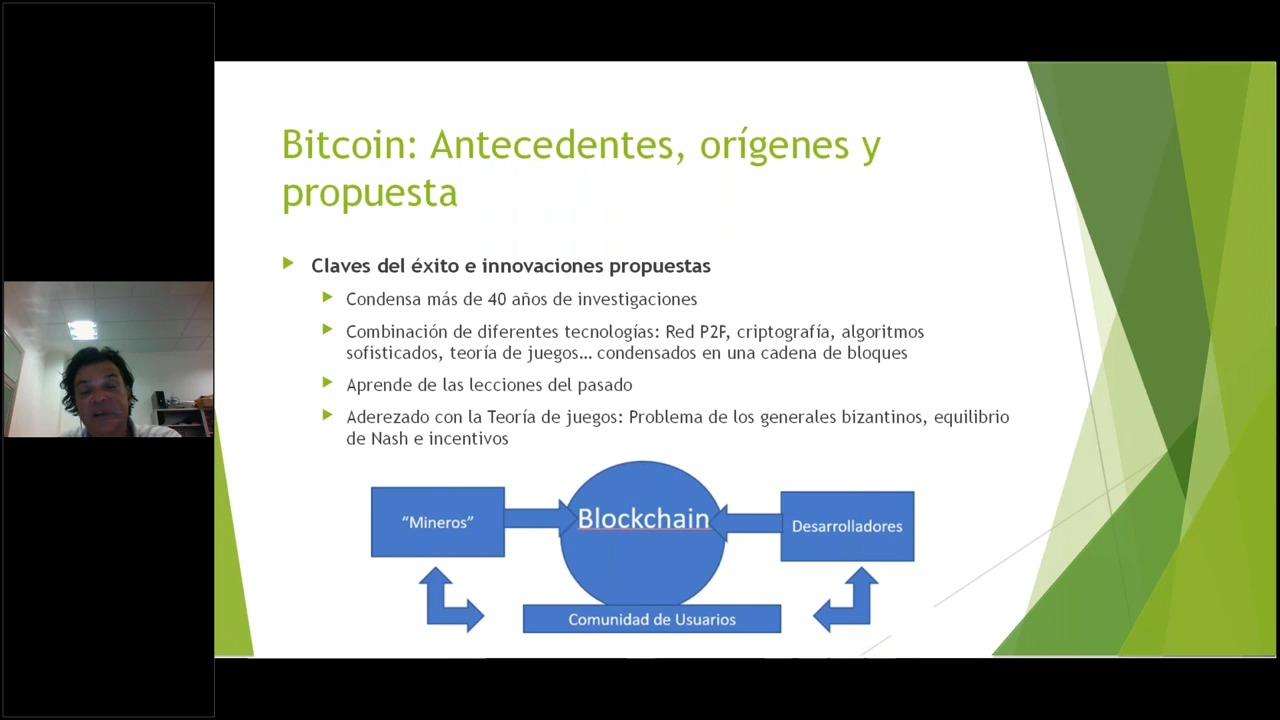 Bitcoin: Antecedentes, orígenes y
propuesta
Claves del éxito e innovaciones propuestas
Condensa más de 40 años de investigaciones
Combinación de diferentes tecnologías: Red P2F, criptografía, algoritmos
sofisticados, teoría de juegos… condensados en una cadena de bloques
Aprende de las lecciones del pasado
Aderezado con la Teoría de juegos: Problema de los generales bizantinos, equilibrio
de Nash e incentivos
“Mineros”
Blockchain
Desarrolladores
Comunidad de Usuarios